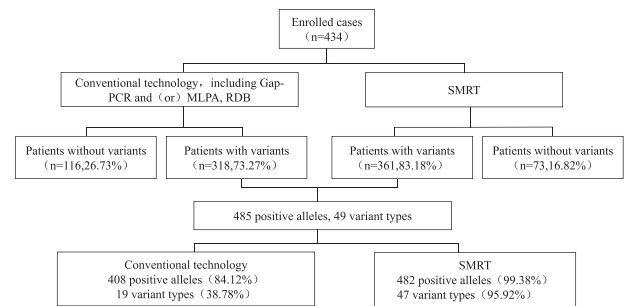 Enrolled cases
（n=434）
Conventional technology，including Gap-
PCR and（or）MLPA, RDB
SMRT
Patients without variants
（n=116,26.73%）
Patients with variants
（n=318,73.27%）
Patients with variants
（n=361,83.18%）
Patients without variants
（n=73,16.82%）
485 positive alleles, 49 variant types
Conventional technology
408 positive alleles（84.12%）
19 variant types（38.78%）
SMRT
482 positive alleles（99.38%）
47 variant types（95.92%）